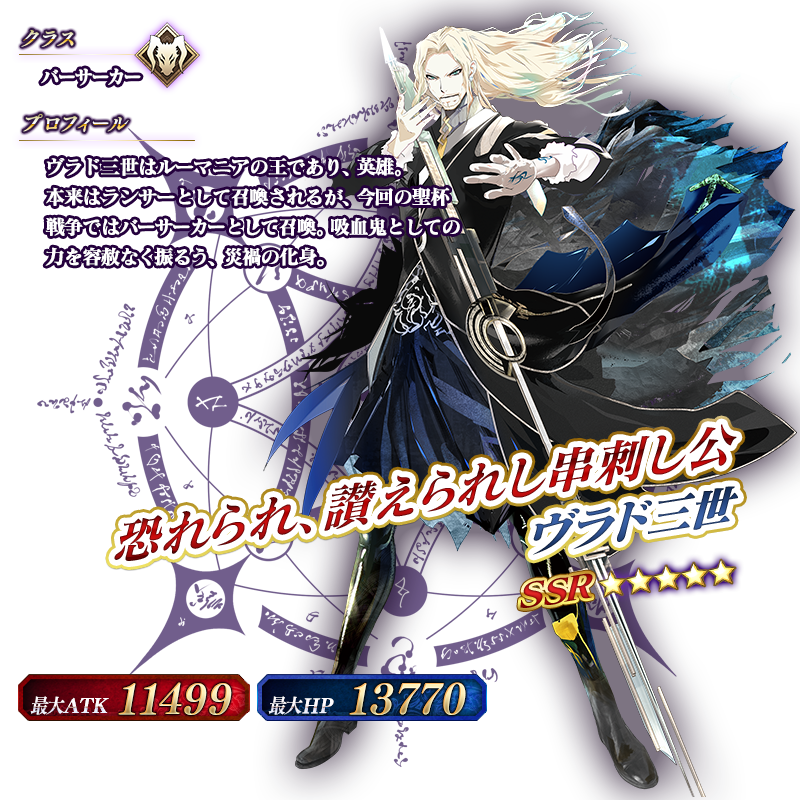 クラス
バーサーカー
プロフィール
ヴラド三世はルーマニアの王であり、英雄。
本来はランサーとして召喚されるが、今回の聖杯
戦争ではバーサーカーとして召喚。吸血鬼としての
力を容赦なく振るう、災禍の化身。
恐れられ、讃えられし串刺し公
ヴラド三世
SSR★★★★★
最大ATK 11499
最大HP 13770